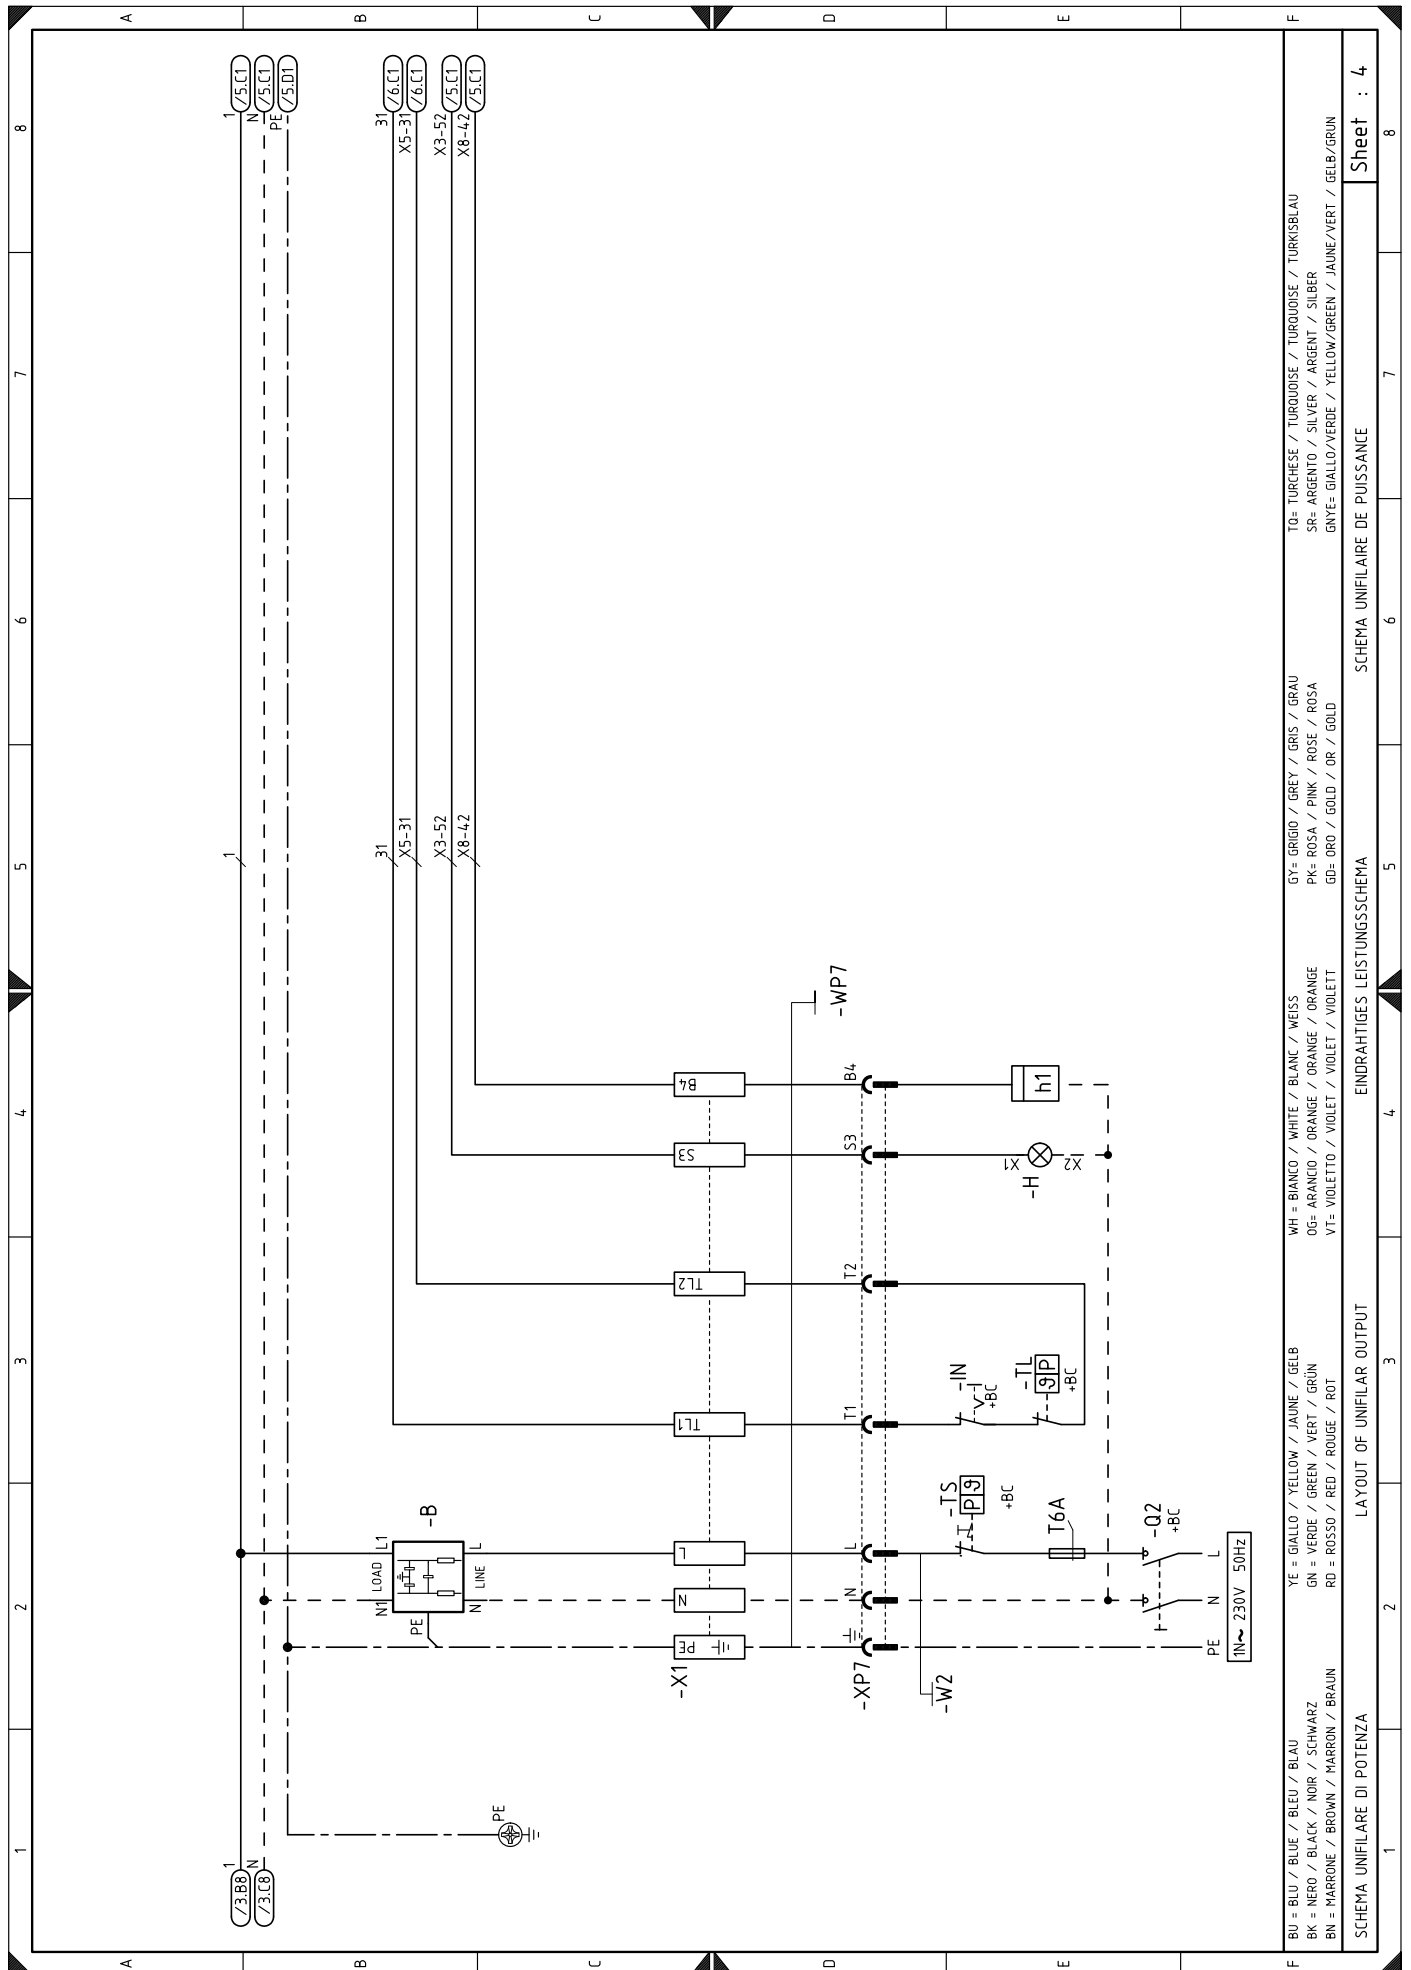 1 2 3 4 5 6 7 8
A A
B B
C C
D D
E E
F F
/3.B8 1
/3.C8 N
1
1 /5.C1
N /5.C1
PE /5.D1
31
X5-31
X3-52
X8-42
31 /6.C1
X5-31 /6.C1
X3-52 /5.C1
X8-42 /5.C1
PE
N1 LOAD L1
-B
PE
N LINE L
-X1
PE N L TL1 TL2 S3 B4
-WP7
-XP7
N L T1 T2 S3 B4
-W2
-TS
P ϑ
+BC
-IN
+BC
-TL
ϑ P
+BC
-H
X1
X2
h1
T6A
-Q2
+BC
PE N L
1N~ 230V 50Hz
BU = BLU / BLUE / BLEU / BLAU
BK = NERO / BLACK / NOIR / SCHWARZ
BN = MARRONE / BROWN / MARRON / BRAUN
YE = GIALLO / YELLOW / JAUNE / GELB
GN = VERDE / GREEN / VERT / GRÜN
RD = ROSSO / RED / ROUGE / ROT
WH = BIANCO / WHITE / BLANC / WEISS
OG= ARANCIO / ORANGE / ORANGE / ORANGE
VT= VIOLETTO / VIOLET / VIOLET / VIOLETT
GY= GRIGIO / GREY / GRIS / GRAU
PK= ROSA / PINK / ROSE / ROSA
GD= ORO / GOLD / OR / GOLD
TQ= TURCHESE / TURQUOISE / TURQUOISE / TURKISBLAU
SR= ARGENTO / SILVER / ARGENT / SILBER
GNYE= GIALLO/VERDE / YELLOW/GREEN / JAUNE/VERT / GELB/GRUN
SCHEMA UNIFILARE DI POTENZA LAYOUT OF UNIFILAR OUTPUT EINDRAHTIGES LEISTUNGSSCHEMA SCHEMA UNIFILAIRE DE PUISSANCE
Sheet : 4
1 2 3 4 5 6 7 8